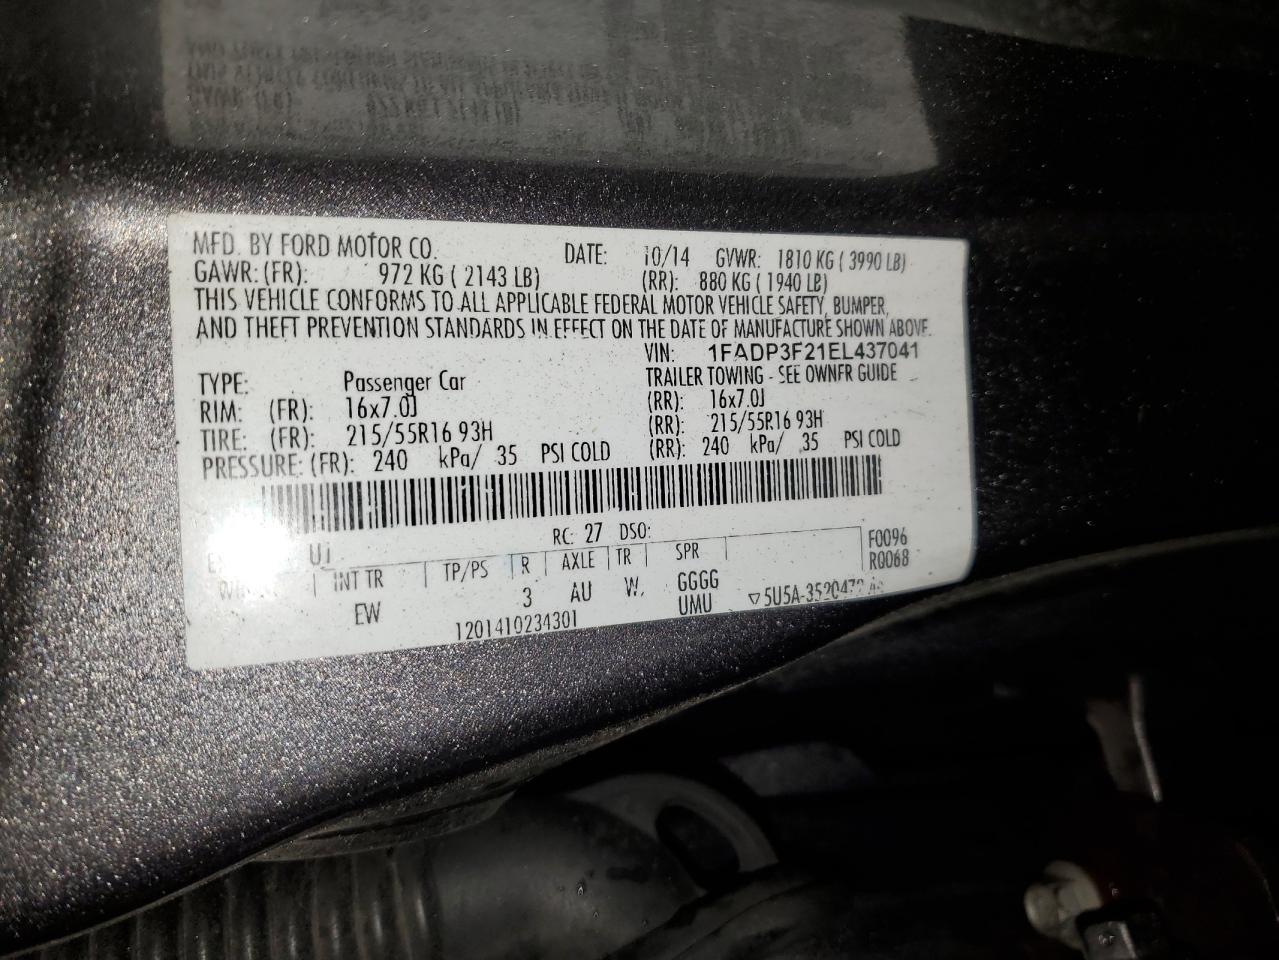 MFD. BY FORD MOTOR CO. DATE: 10/14 GVWR: 1810 KG ( 3990 LB)
GAWR: (FR): 972 KG ( 2143 LB) (RR): 880 KG ( 1940 LB)
THIS VEHICLE CONFORMS TO ALL APPLICABLE FEDERAL MOTOR VEHICLE SAFETY, BUMPER,
AND THEFT PREVENTION STANDARDS IN EFFECT ON THE DATE OF MANUFACTURE SHOWN ABOVE.
VIN: 1FADP3F21EL437041
TYPE: Passenger Car TRAILER TOWING - SEE OWNFR GUIDE
RIM: (FR): 16x7.0J (RR): 16x7.0J
TIRE: (FR): 215/55R16 93H (RR): 215/55R16 93H
PRESSURE: (FR): 240 kPa/ 35 PSI COLD (RR): 240 kPa/ 35 PSI COLD
RC: 27 DSO:
UJ F0096
INT TR TP/PS R AXLE TR SPR R0068
EW 3 AU W. GGGG
UMU
1201410234301